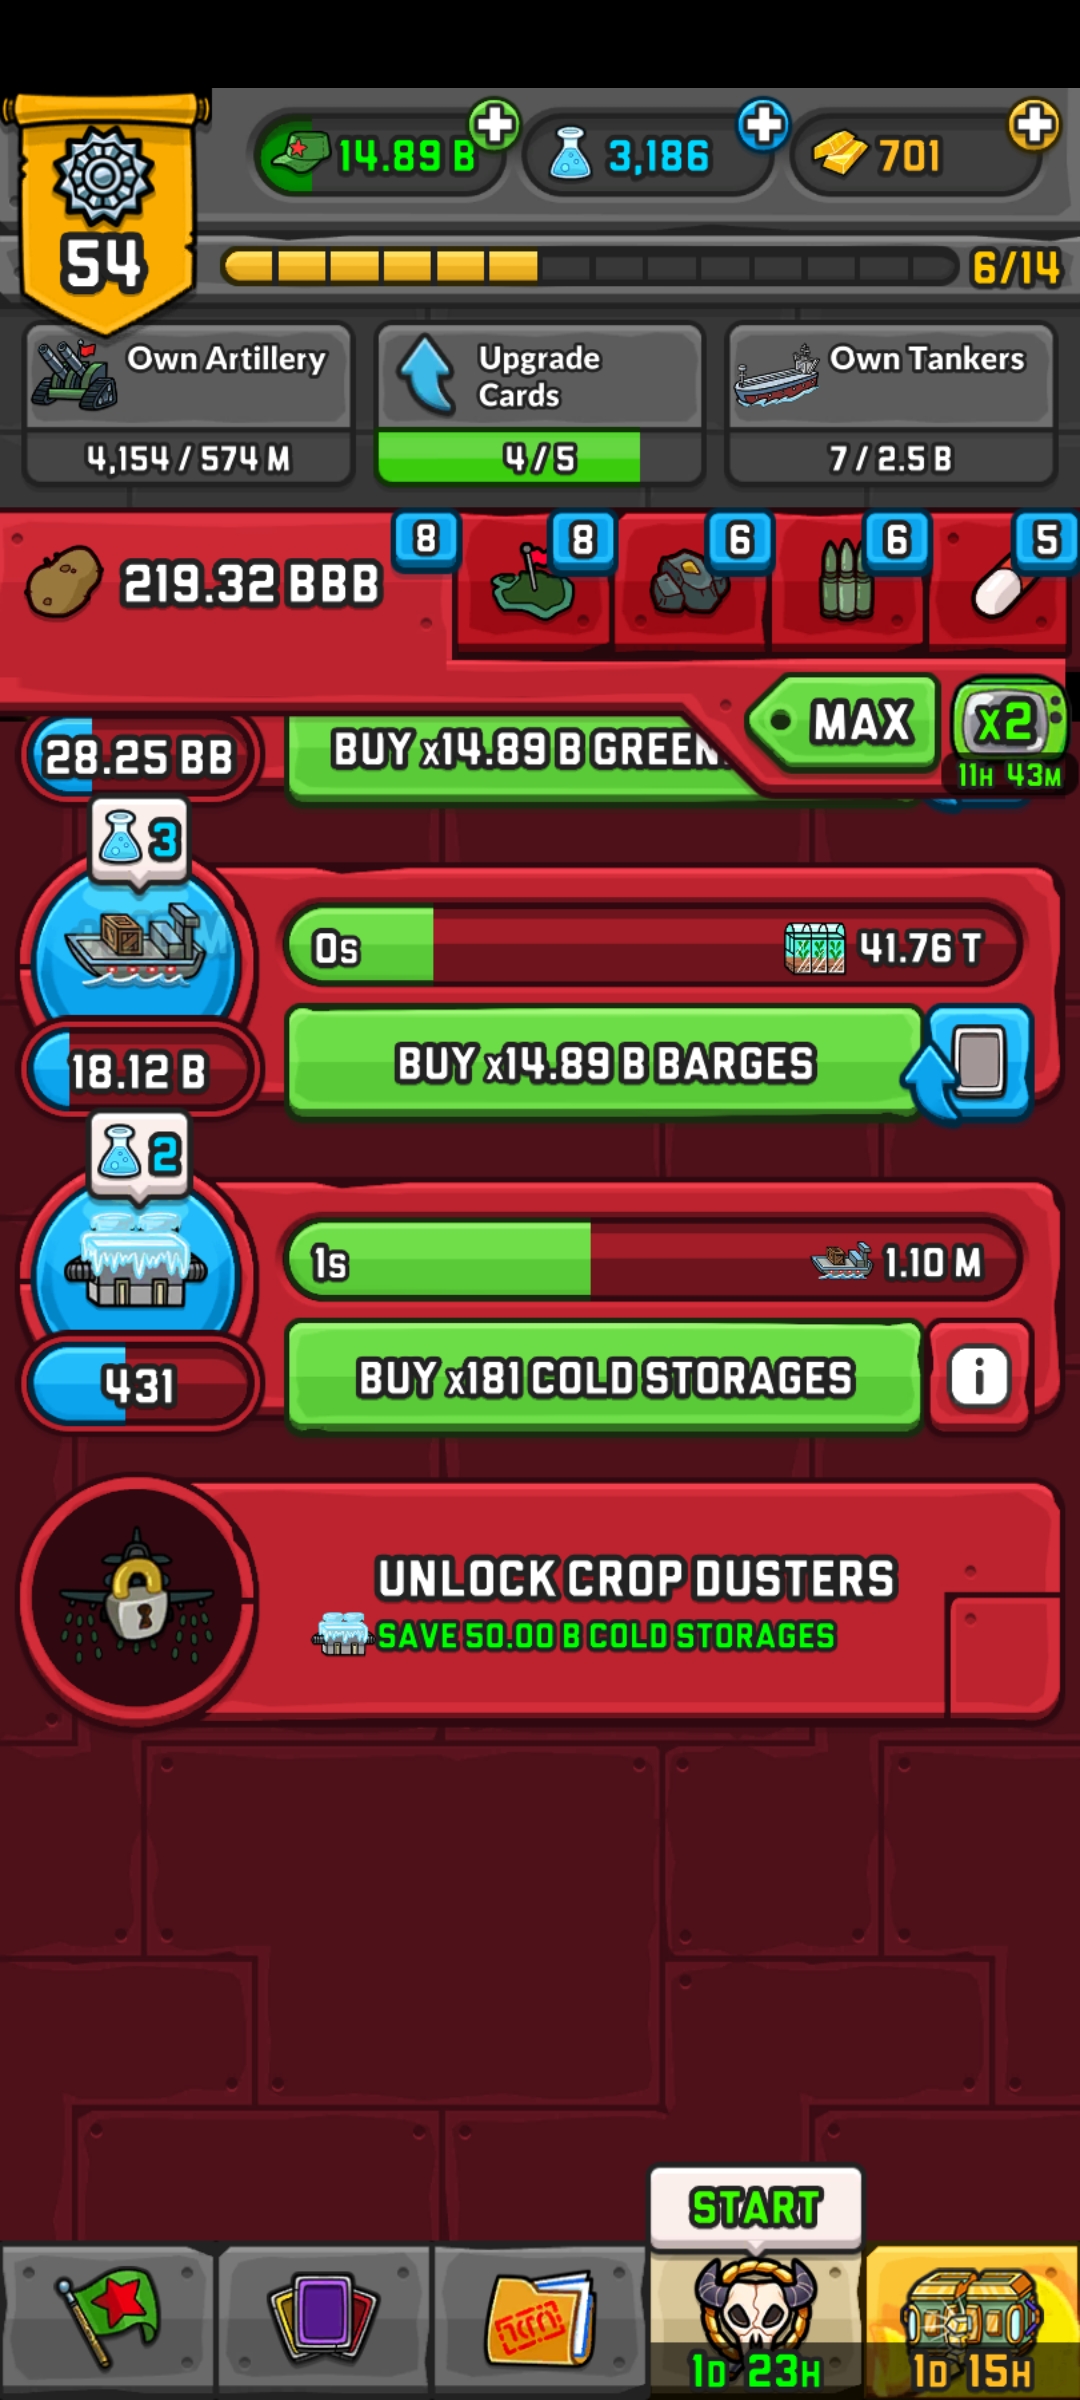 14.89 B
3,186
701
54
6/14
Own Artillery
4,154 / 574 M
Upgrade
Cards
4 / 5
Own Tankers
7 / 2.5 B
219.32 BBB
8
8
6
6
5
MAX
x2
11H 43M
28.25 BB
BUY x14.89 B GREEN
3
0s
41.76 T
18.12 B
BUY x14.89 B BARGES
2
1s
1.10 M
431
BUY x181 COLD STORAGES
i
UNLOCK CROP DUSTERS
SAVE 50.00 B COLD STORAGES
START
1D 23H
1D 15H